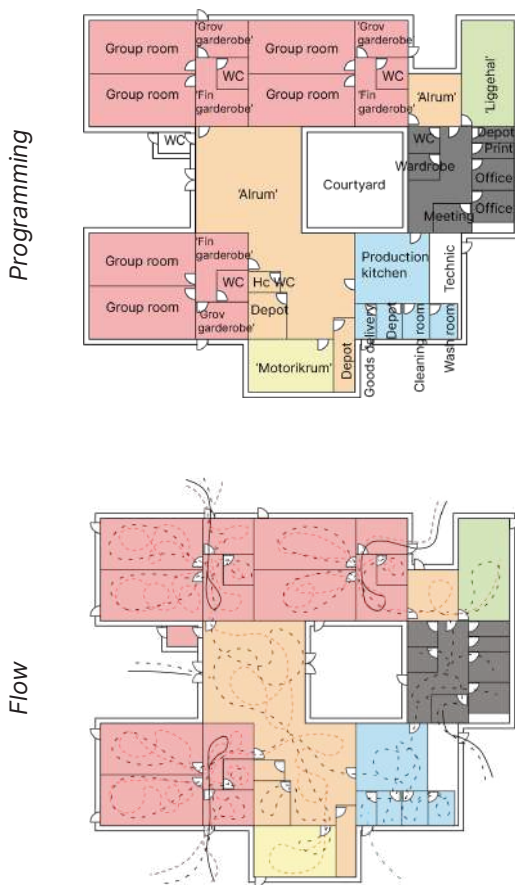 Programming
'Grov
garderobe'
'Grov
garderobe'
Group room
Group room
WC
WC
'Liggehal'
Group room
'Fin
garderobe'
Group room
'Fin
garderobe'
'Alrum'
WC
WC
Depot
Print
Wardrobe
'Alrum'
Courtyard
Office
Office
Meeting
'Fin
garderobe'
Group room
WC
Hc WC
Production
kitchen
Technic
Group room
'Grov
garderobe'
Depot
'Motorikrum'
Depot
Goods delivery
Depot
Cleaning room
Wash room
Flow